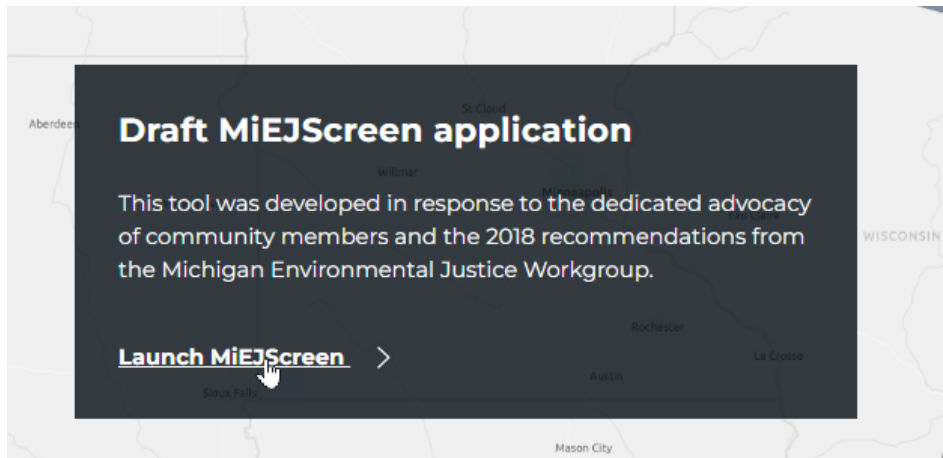 St Cloud
Aberdeen
Draft MiEJScreen application
Willmar
Minneapolis
This tool was developed in response to the dedicated advocacy
Eau Claire
of community members and the 2018 recommendations from
WISCONSIN
the Michigan Environmental Justice Workgroup.
Rochester
Launch MiEJScreen >
La Crosse
Austin
Sioux Falls
Mason City